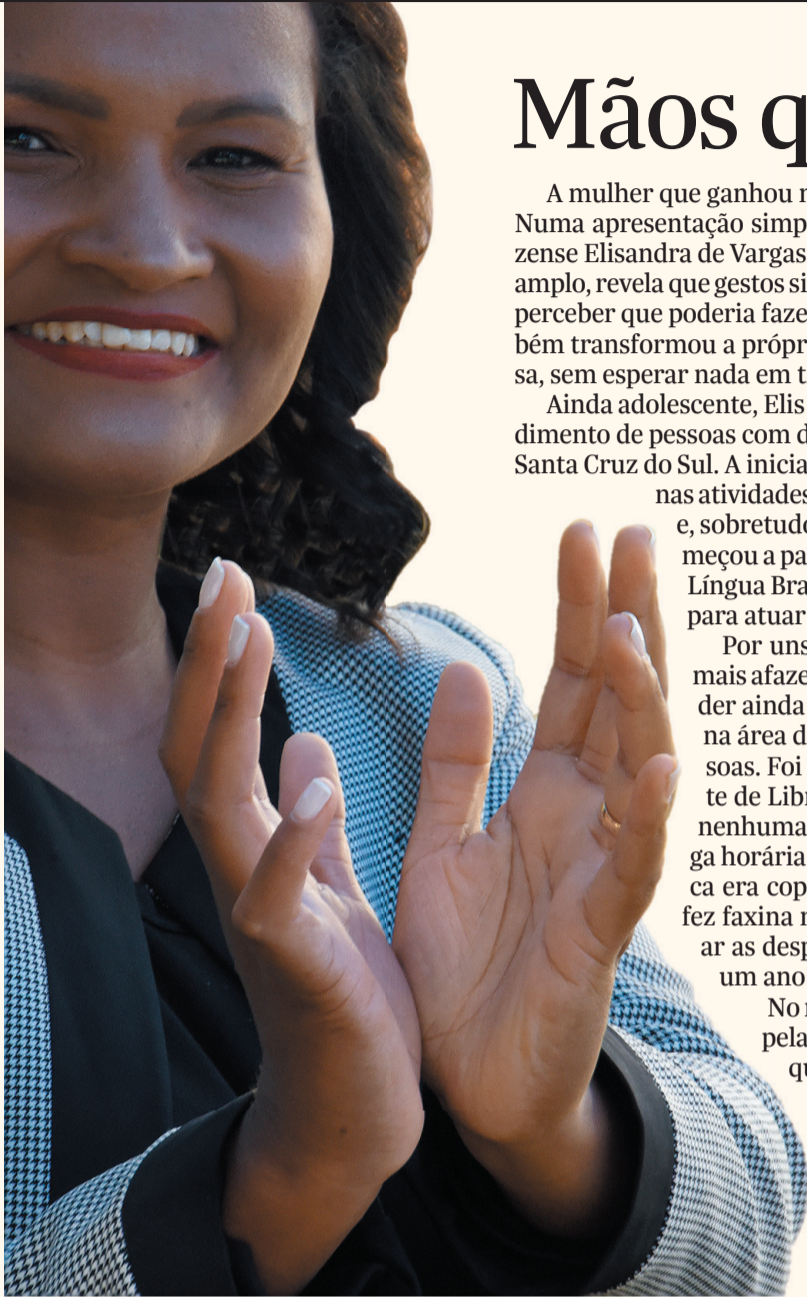 Mãos q
A mulher que ganhou n
Numa apresentação simp
zense Elisandra de Vargas
amplo, revela que gestos si
perceber que poderia faze
bém transformou a própr
sa, sem esperar nada em t
Ainda adolescente, Elis
dimento de pessoas com d
Santa Cruz do Sul. A inicia
nas atividades
e, sobretudo
meçou a pa
Língua Bra
para atuar
Por uns
mais afaze
der ainda
na área d
soas. Foi
te de Libr
nenhuma
ga horária
ca era cop
fez faxina n
ar as desp
um ano
No
pela
qu